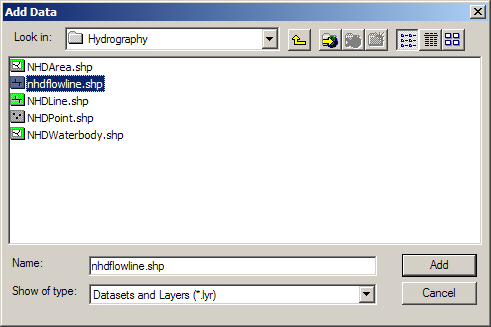 Add Data
Look in: Hydrography
NHDArea.shp
nhdflowline.shp
NHDLine.shp
NHDPoint.shp
NHDWaterbody.shp
Name: nhdflowline.shp Add
Show of type: Datasets and Layers (*.lyr) Cancel